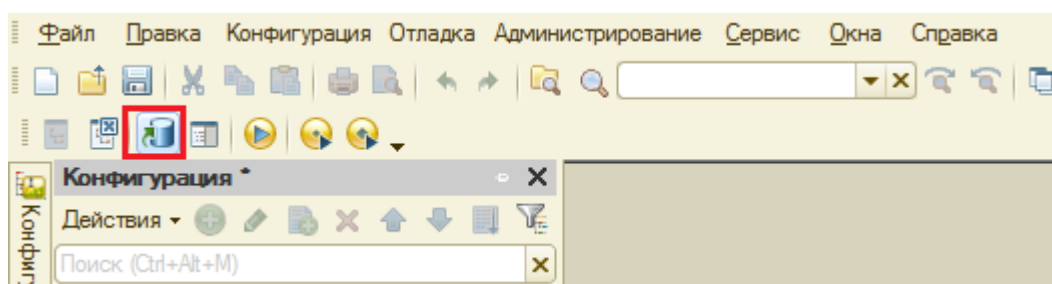 Файл Правка Конфигурация Отладка Администрирование Сервис Окна Справка
Конфигурация *
Действия
Поиск (Ctrl+Alt+M)
Конфигу